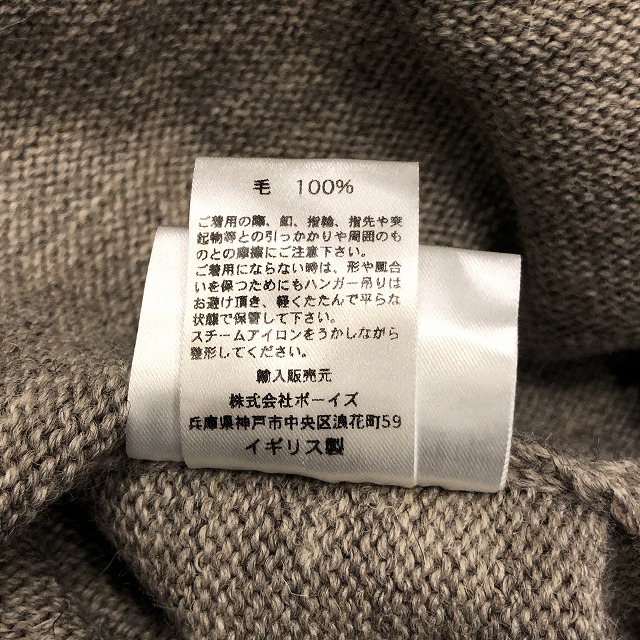 毛 100%
ご着用の際、釦、指輪、指先や突
起物等との引っかかりや周囲のも
のとの摩擦にご注意下さい。
ご着用にならない時は、形や風合
いを保つためにもハンガー吊りは
お避け頂き、軽くたたんで平らな
状態で保管して下さい。
スチームアイロンをうかしながら
整形してください。
輸入販売元
株式会社ボーイズ
兵庫県神戸市中央区浪花町59
イギリス製